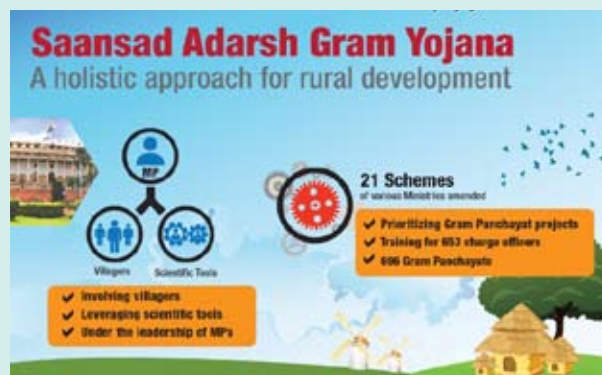 Saansad Adarsh Gram Yojana
A holistic approach for rural development
MP
Villagers
Scientific Tools
Involving villagers
Leveraging scientific tools
Under the leadership of MPs
21 Schemes
of various Ministries amended
Prioritizing Gram Panchayat projects
Training for 653 charge officers
696 Gram Panchayats